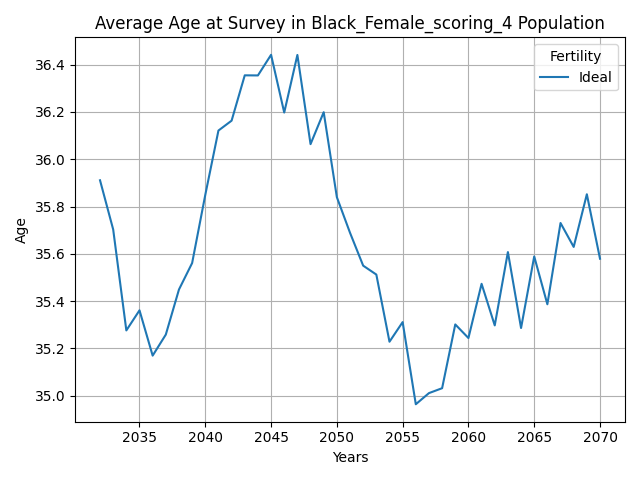 Average Age at Survey in Black_Female_scoring_4 Population
Fertility
Ideal
Age
36.4
36.2
36.0
35.8
35.6
35.4
35.2
35.0
2035 2040 2045 2050 2055 2060 2065 2070
Years